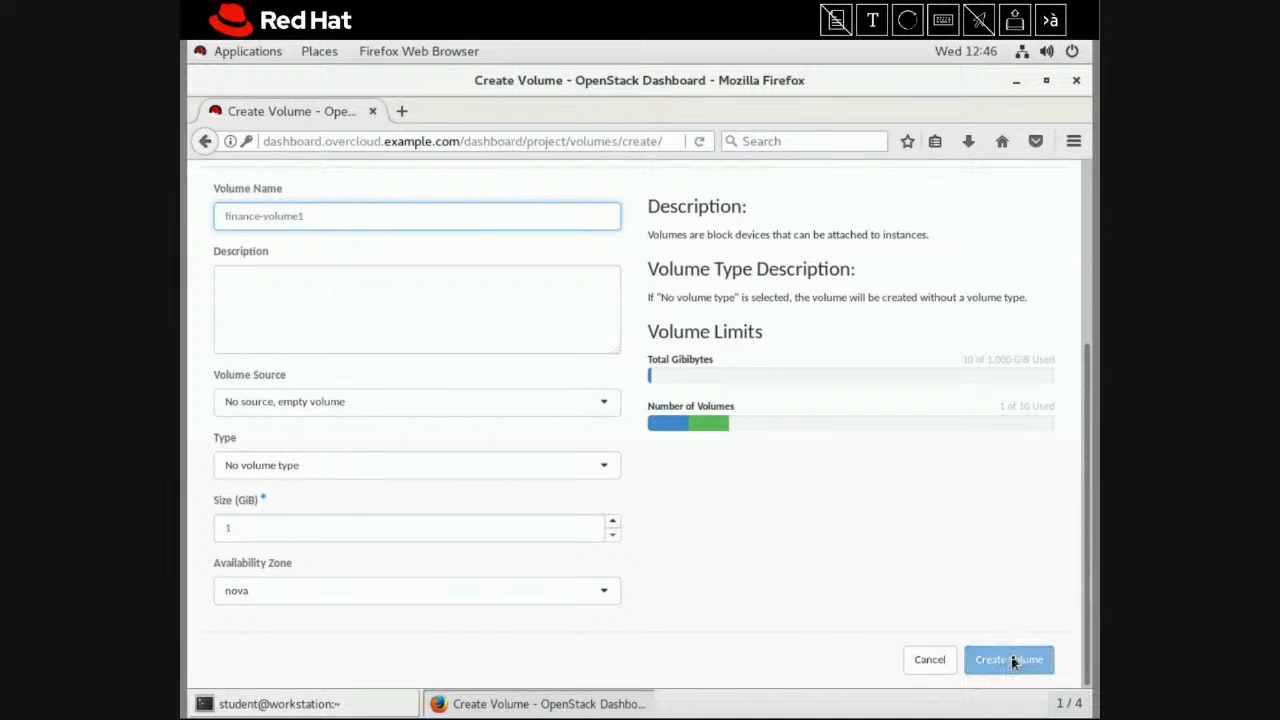 Red Hat
T
>à
Applications Places Firefox Web Browser Wed 12:46
Create Volume - OpenStack Dashboard - Mozilla Firefox
Create Volume - Ope...
dashboard.overcloud.example.com/dashboard/project/volumes/create/ Search
Volume Name
finance-volume1
Description
Volume Source
No source, empty volume
Type
No volume type
Size (GiB) *
1
Availability Zone
nova
Description:
Volumes are block devices that can be attached to instances.
Volume Type Description:
If "No volume type" is selected, the volume will be created without a volume type.
Volume Limits
Total Gibibytes 10 of 1,000 GiB Used
Number of Volumes 1 of 10 Used
Cancel Create Volume
student@workstation:~ Create Volume - OpenStack Dashbo... 1 / 4